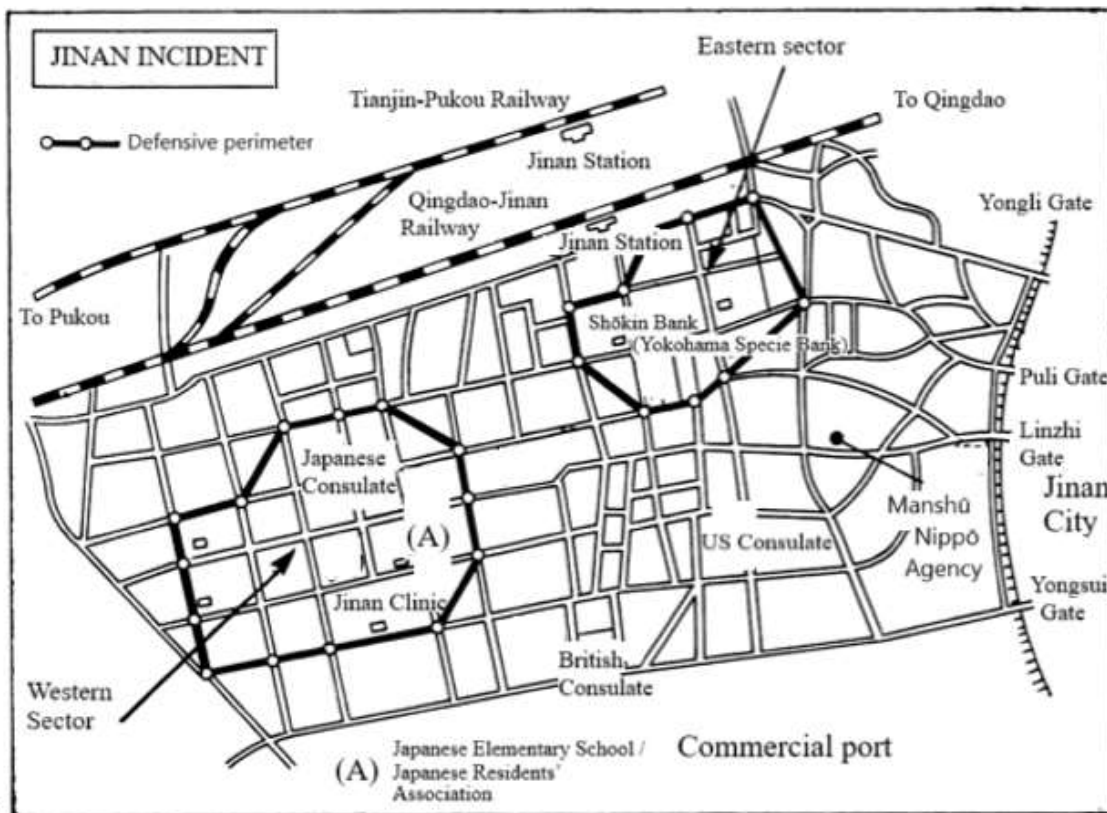 JINAN INCIDENT
Defensive perimeter
Eastern sector
Tianjin-Pukou Railway
To Qingdao
Jinan Station
Qingdao-Jinan
Railway
Yongli Gate
Jinan Station
To Pukou
Shōkin Bank
(Yokohama Specie Bank)
Puli Gate
Linzhi
Gate
Japanese
Consulate
Jinan
City
Manshū
Nippō
Agency
(A)
US Consulate
Yongsui
Gate
Jinan Clinic
British
Consulate
Western
Sector
(A)
Japanese Elementary School /
Japanese Residents'
Association
Commercial port